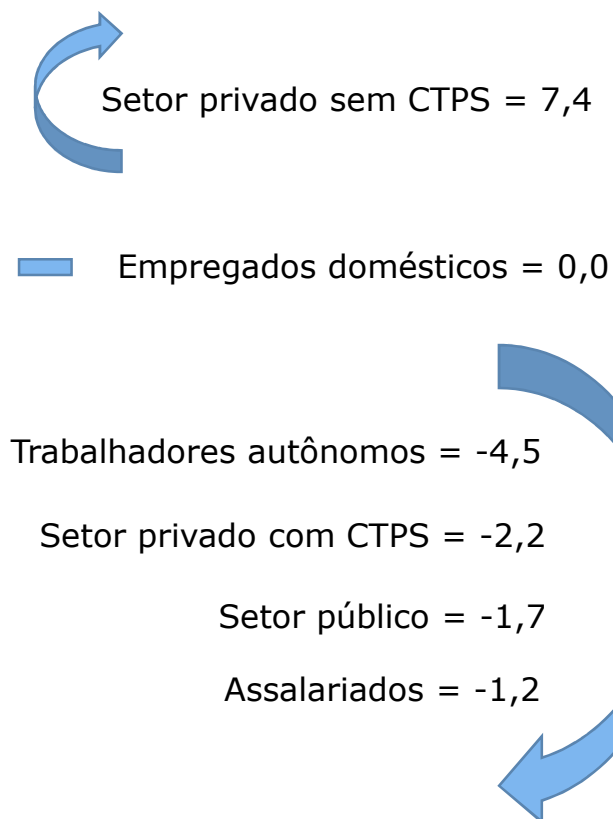 Setor privado sem CTPS = 7,4
Empregados domésticos = 0,0
Trabalhadores autônomos = -4,5
Setor privado com CTPS = -2,2
Setor público = -1,7
Assalariados = -1,2